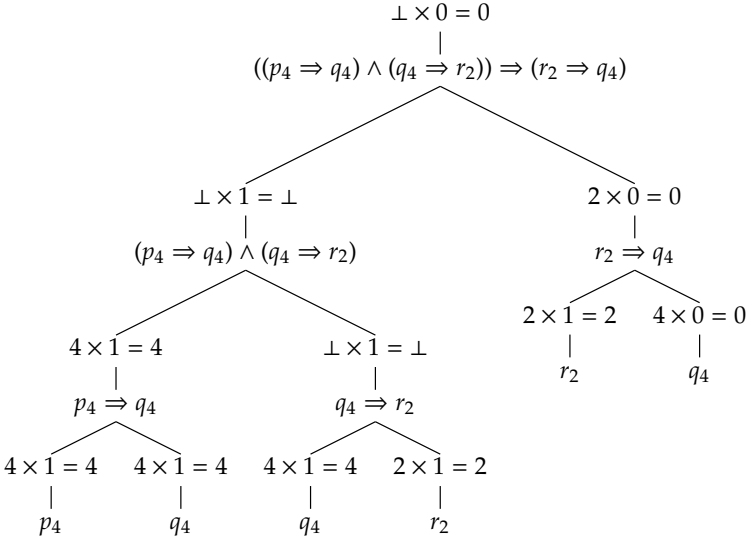 ⊥ × 0 = 0
((p₄ ⇒ q₄) ∧ (q₄ ⇒ r₂)) ⇒ (r₂ ⇒ q₄)
⊥ × 1 = ⊥ 2 × 0 = 0
(p₄ ⇒ q₄) ∧ (q₄ ⇒ r₂) r₂ ⇒ q₄
2 × 1 = 2 4 × 0 = 0
4 × 1 = 4 ⊥ × 1 = ⊥
r₂ q₄
p₄ ⇒ q₄ q₄ ⇒ r₂
4 × 1 = 4 4 × 1 = 4 4 × 1 = 4 2 × 1 = 2
p₄ q₄ q₄ r₂